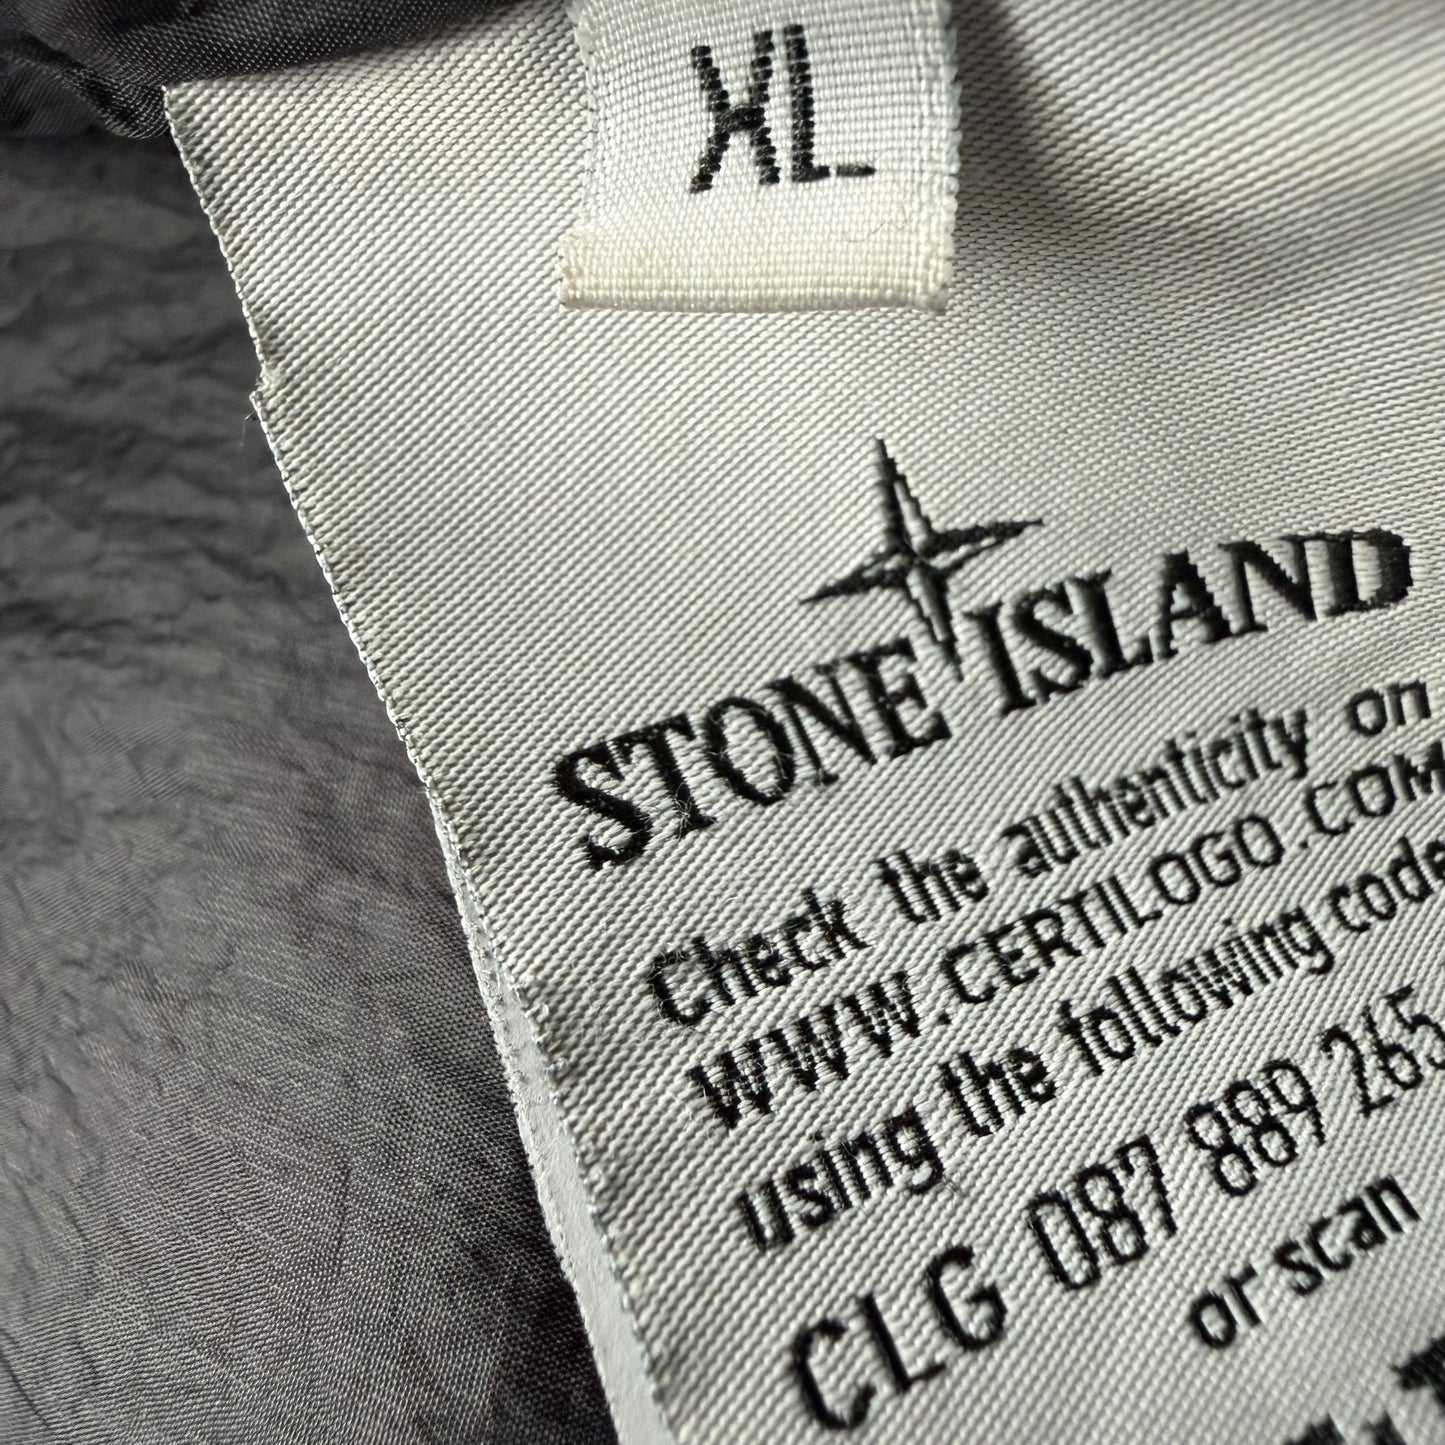 XL
STONE ISLAND
Check the authenticity on
WWW.CERTILOGO.COM
using the following code
CLG 087 889 265
or scan